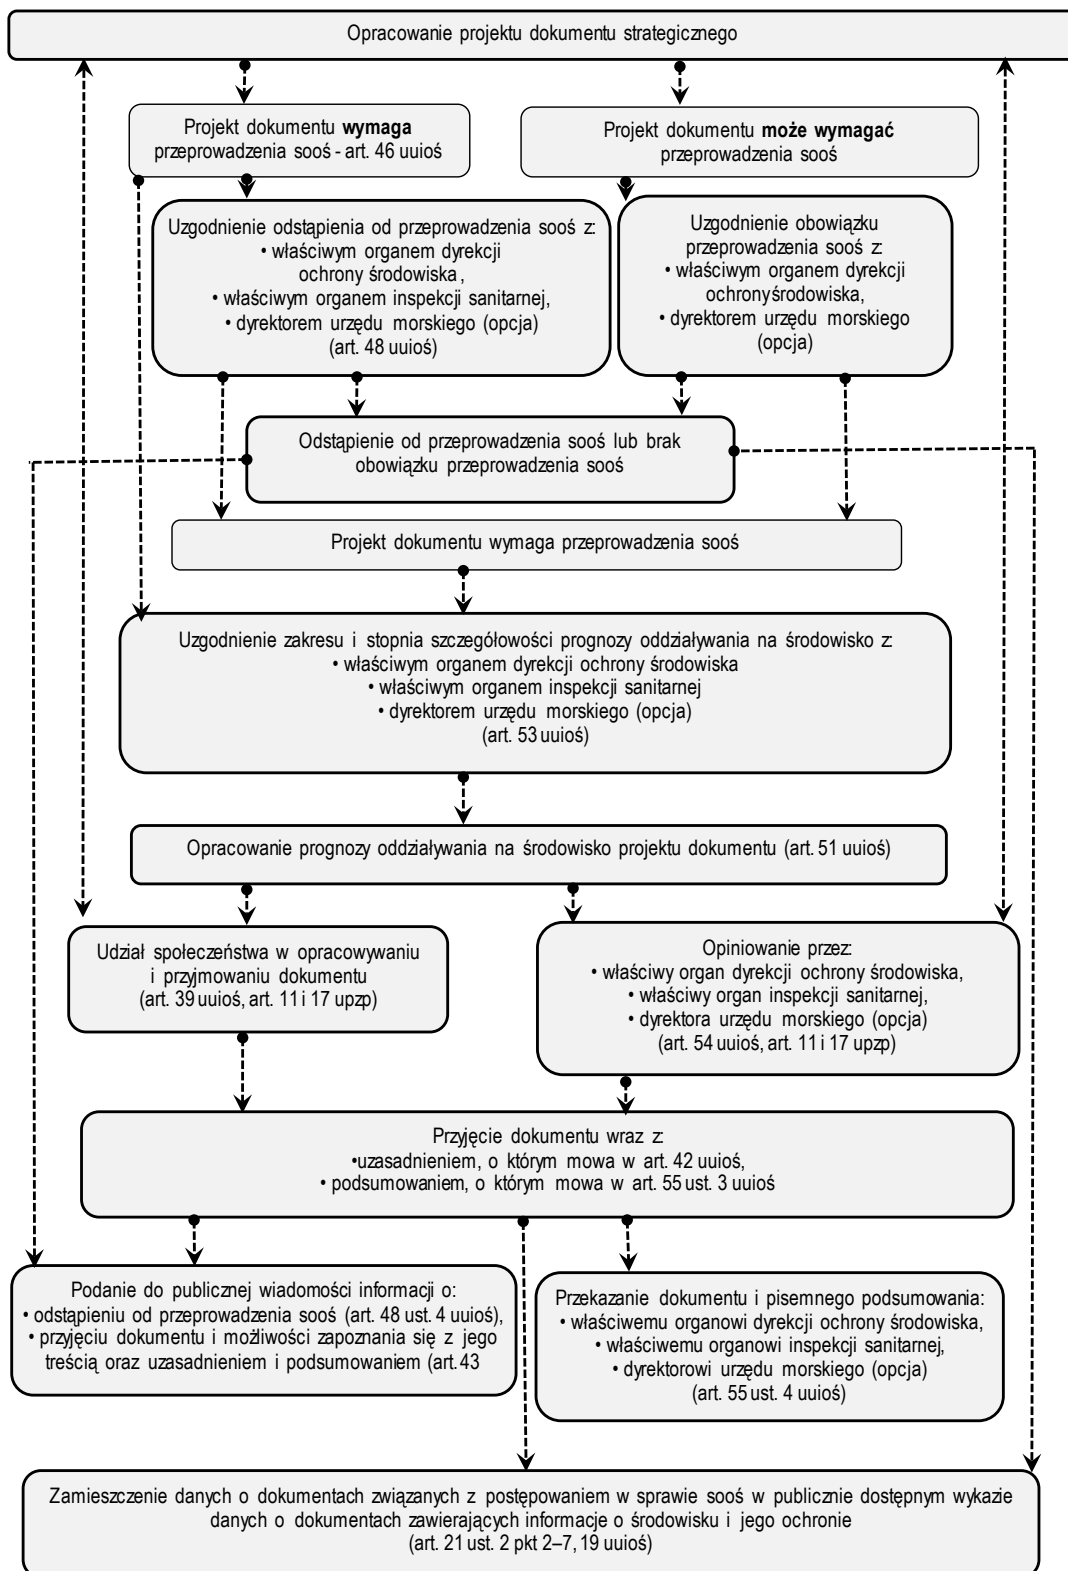 Opracowanie projektu dokumentu strategicznego
Projekt dokumentu wymaga
przeprowadzenia sooś - art. 46 uuioś
Projekt dokumentu może wymagać
przeprowadzenia sooś
Uzgodnienie odstąpienia od przeprowadzenia sooś z:
• właściwym organem dyrekcji
ochrony środowiska,
• właściwym organem inspekcji sanitarnej,
• dyrektorem urzędu morskiego (opcja)
(art. 48 uuioś)
Uzgodnienie obowiązku
przeprowadzenia sooś z:
• właściwym organem dyrekcji
ochrony środowiska,
• dyrektorem urzędu morskiego
(opcja)
Odstąpienie od przeprowadzenia sooś lub brak
obowiązku przeprowadzenia sooś
Projekt dokumentu wymaga przeprowadzenia sooś
Uzgodnienie zakresu i stopnia szczegółowości prognozy oddziaływania na środowisko z:
• właściwym organem dyrekcji ochrony środowiska
• właściwym organem inspekcji sanitarnej
• dyrektorem urzędu morskiego (opcja)
(art. 53 uuioś)
Opracowanie prognozy oddziaływania na środowisko projektu dokumentu (art. 51 uuioś)
Udział społeczeństwa w opracowywaniu
i przyjmowaniu dokumentu
(art. 39 uuioś, art. 11 i 17 upzp)
Opiniowanie przez:
• właściwy organ dyrekcji ochrony środowiska,
• właściwy organ inspekcji sanitarnej,
• dyrektora urzędu morskiego (opcja)
(art. 54 uuioś, art. 11 i 17 upzp)
Przyjęcie dokumentu wraz z:
•uzasadnieniem, o którym mowa w art. 42 uuioś,
• podsumowaniem, o którym mowa w art. 55 ust. 3 uuioś
Podanie do publicznej wiadomości informacji o:
• odstąpieniu od przeprowadzenia sooś (art. 48 ust. 4 uuioś),
• przyjęciu dokumentu i możliwości zapoznania się z jego
treścią oraz uzasadnieniem i podsumowaniem (art. 43
Przekazanie dokumentu i pisemnego podsumowania:
• właściwemu organowi dyrekcji ochrony środowiska,
• właściwemu organowi inspekcji sanitarnej,
• dyrektorowi urzędu morskiego (opcja)
(art. 55 ust. 4 uuioś)
Zamieszczenie danych o dokumentach związanych z postępowaniem w sprawie sooś w publicznie dostępnym wykazie
danych o dokumentach zawierających informacje o środowisku i jego ochronie
(art. 21 ust. 2 pkt 2–7, 19 uuioś)